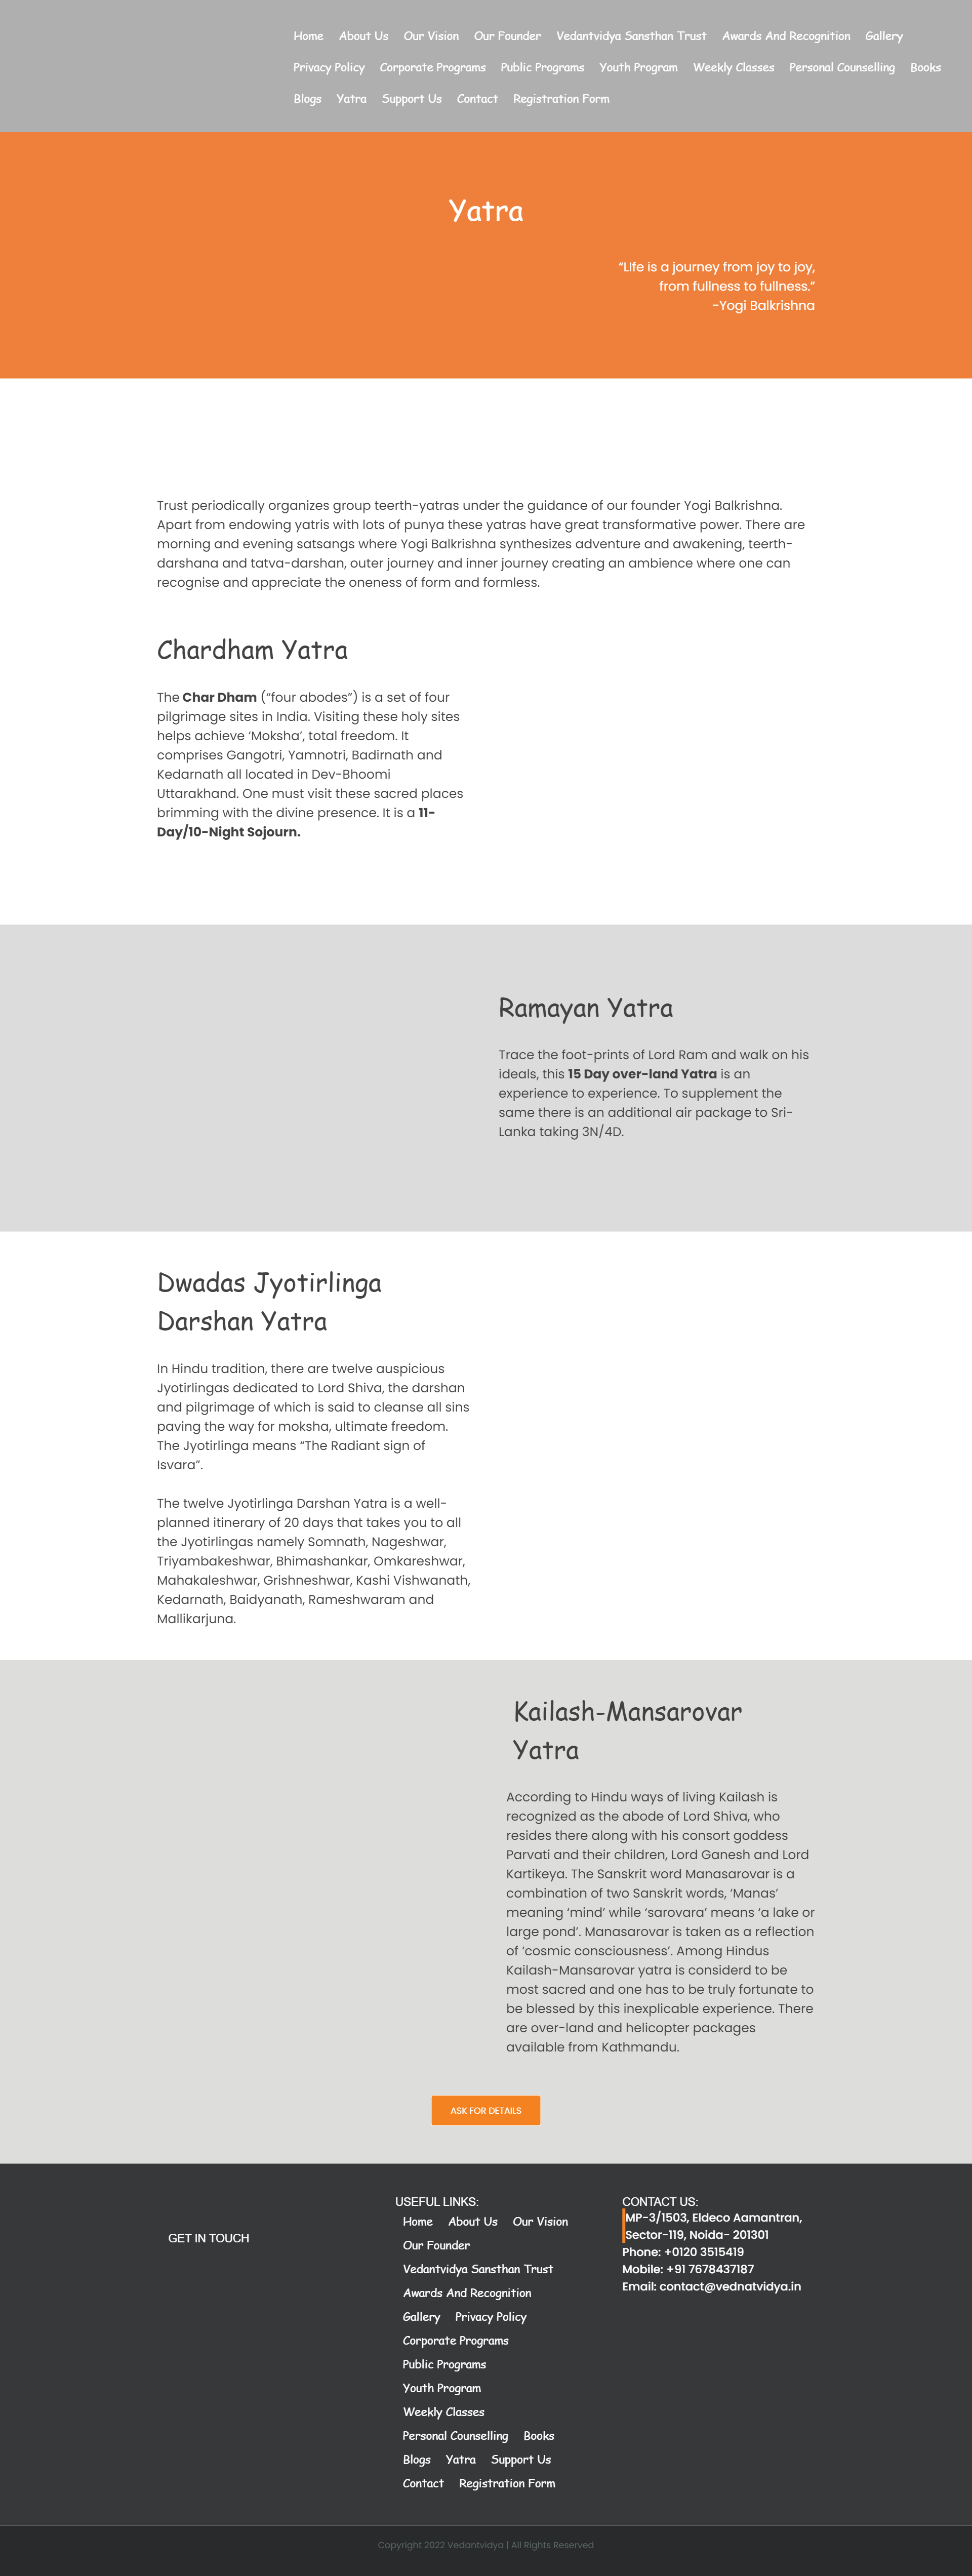 Home About Us Our Vision Our Founder Vedantvidya Sansthan Trust Awards And Recognition Gallery
Privacy Policy Corporate Programs Public Programs Youth Program Weekly Classes Personal Counselling Books
Blogs Yatra Support Us Contact Registration Form
Yatra
“LIfe is a journey from joy to joy,
from fullness to fullness.”
-Yogi Balkrishna
Trust periodically organizes group teerth-yatras under the guidance of our founder Yogi Balkrishna.
Apart from endowing yatris with lots of punya these yatras have great transformative power. There are
morning and evening satsangs where Yogi Balkrishna synthesizes adventure and awakening, teerth-
darshana and tatva-darshan, outer journey and inner journey creating an ambience where one can
recognise and appreciate the oneness of form and formless.
Chardham Yatra
The Char Dham (“four abodes”) is a set of four
pilgrimage sites in India. Visiting these holy sites
helps achieve ‘Moksha’, total freedom. It
comprises Gangotri, Yamnotri, Badirnath and
Kedarnath all located in Dev-Bhoomi
Uttarakhand. One must visit these sacred places
brimming with the divine presence. It is a 11-
Day/10-Night Sojourn.
Ramayan Yatra
Trace the foot-prints of Lord Ram and walk on his
ideals, this 15 Day over-land Yatra is an
experience to experience. To supplement the
same there is an additional air package to Sri-
Lanka taking 3N/4D.
Dwadas Jyotirlinga
Darshan Yatra
In Hindu tradition, there are twelve auspicious
Jyotirlingas dedicated to Lord Shiva, the darshan
and pilgrimage of which is said to cleanse all sins
paving the way for moksha, ultimate freedom.
The Jyotirlinga means “The Radiant sign of
Isvara”.
The twelve Jyotirlinga Darshan Yatra is a well-
planned itinerary of 20 days that takes you to all
the Jyotirlingas namely Somnath, Nageshwar,
Triyambakeshwar, Bhimashankar, Omkareshwar,
Mahakaleshwar, Grishneshwar, Kashi Vishwanath,
Kedarnath, Baidyanath, Rameshwaram and
Mallikarjuna.
Kailash-Mansarovar
Yatra
According to Hindu ways of living Kailash is
recognized as the abode of Lord Shiva, who
resides there along with his consort goddess
Parvati and their children, Lord Ganesh and Lord
Kartikeya. The Sanskrit word Manasarovar is a
combination of two Sanskrit words, ‘Manas’
meaning ‘mind’ while ‘sarovara’ means ‘a lake or
large pond’. Manasarovar is taken as a reflection
of ‘cosmic consciousness’. Among Hindus
Kailash-Mansarovar yatra is considerd to be
most sacred and one has to be truly fortunate to
be blessed by this inexplicable experience. There
are over-land and helicopter packages
available from Kathmandu.
ASK FOR DETAILS
GET IN TOUCH
USEFUL LINKS:
Home About Us Our Vision
Our Founder
Vedantvidya Sansthan Trust
Awards And Recognition
Gallery Privacy Policy
Corporate Programs
Public Programs
Youth Program
Weekly Classes
Personal Counselling Books
Blogs Yatra Support Us
Contact Registration Form
CONTACT US:
MP-3/1503, Eldeco Aamantran,
Sector-119, Noida- 201301
Phone: +0120 3515419
Mobile: +91 7678437187
Email: contact@vednatvidya.in
Copyright 2022 Vedantvidya | All Rights Reserved